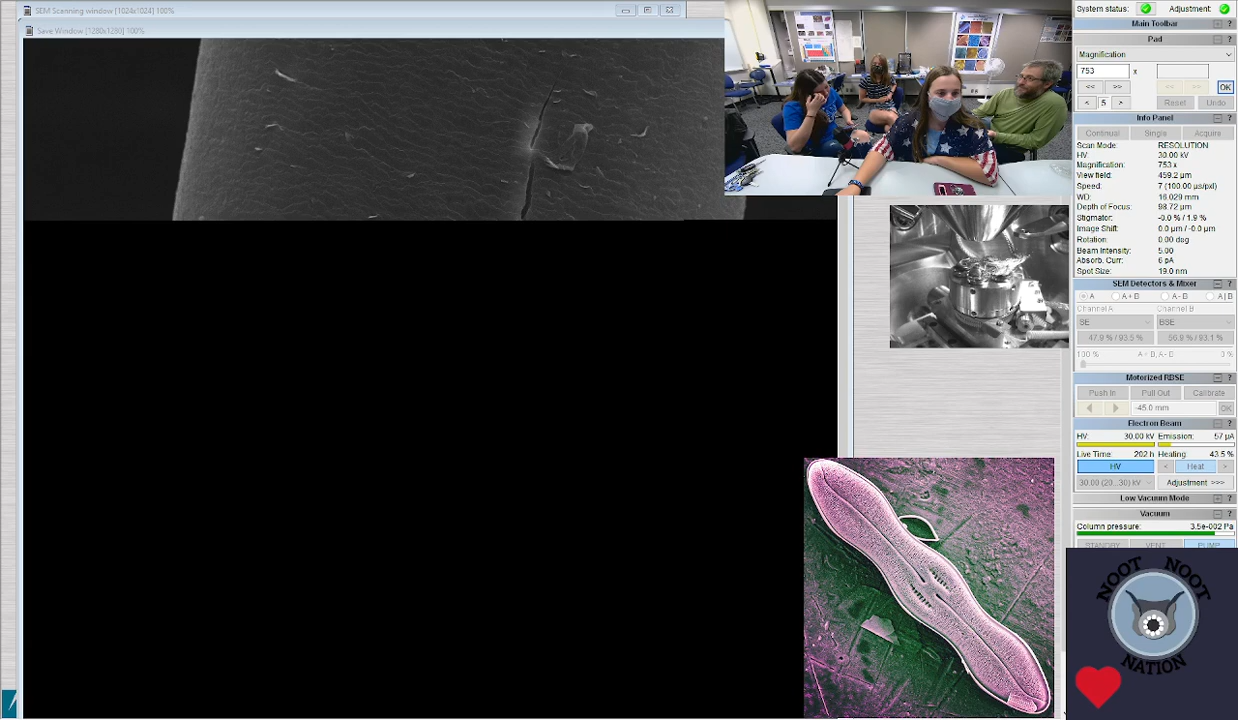 SEM Scanning window [1024x1024] 100%
Save Window [1280x1280] 100%
System status:
Adjustment:
Main Toolbar
?
Pad
?
Magnification
753
x
<<
>>
<<
>>
OK
<
5
>
Reset
Undo
Info Panel
?
Continual
Single
Acquire
Scan Mode: RESOLUTION
HV: 30.00 kV
Magnification: 753 x
View field: 459.2 µm
Speed: 7 (100.00 µs/pxl)
WD: 16.029 mm
Depth of Focus: 98.72 µm
Stigmator: -0.0 % / 1.9 %
Image Shift: 0.0 µm / -0.0 µm
Rotation: 0.00 deg
Beam Intensity: 5.00
Absorb. Curr: 6 pA
Spot Size: 19.0 nm
SEM Detectors & Mixer
?
A
A + B
A - B
A | B
Channel A
Channel B
SE
BSE
47.9 % / 93.5 %
56.9 % / 93.1 %
100 %
A - B, A - B
0 %
Motorized RBSE
?
Push In
Pull Out
Calibrate
-45.0 mm
OK
Electron Beam
?
HV: 30.00 kV
Emission: 57 µA
Live Time: 202 h
Heating: 43.5 %
HV
<
Heat
>
30.00 (20...30) kV
Adjustment >>>
Low Vacuum Mode
?
Vacuum
?
Column pressure: 3.5e-002 Pa
STANDBY
VENT
PUMP
NOOT NOOT
NATION